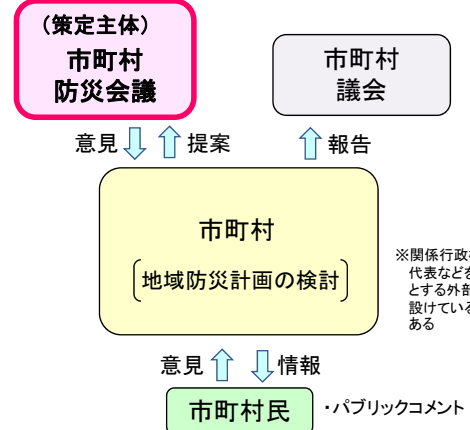 （策定主体）
市町村
防災会議
市町村
議会
意見 提案
報告
市町村
地域防災計画の検討
※関係行政
代表などを
とする外部
設けている
ある
意見 情報
市町村民
・パブリックコメント